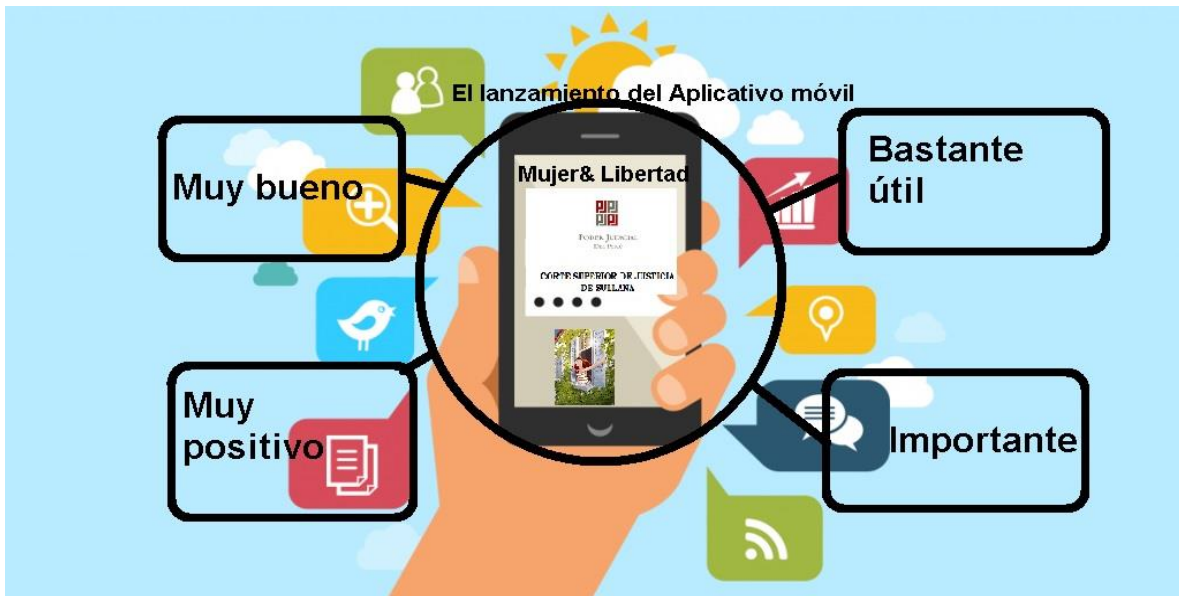 El lanzamiento del Aplicativo móvil
Muy bueno
Bastante
útil
Mujer& Libertad
PODER JUDICIAL
DEL PERÚ
CORTE SUPERIOR DE JUSTICIA
DE SULLANA
Muy
positivo
Importante